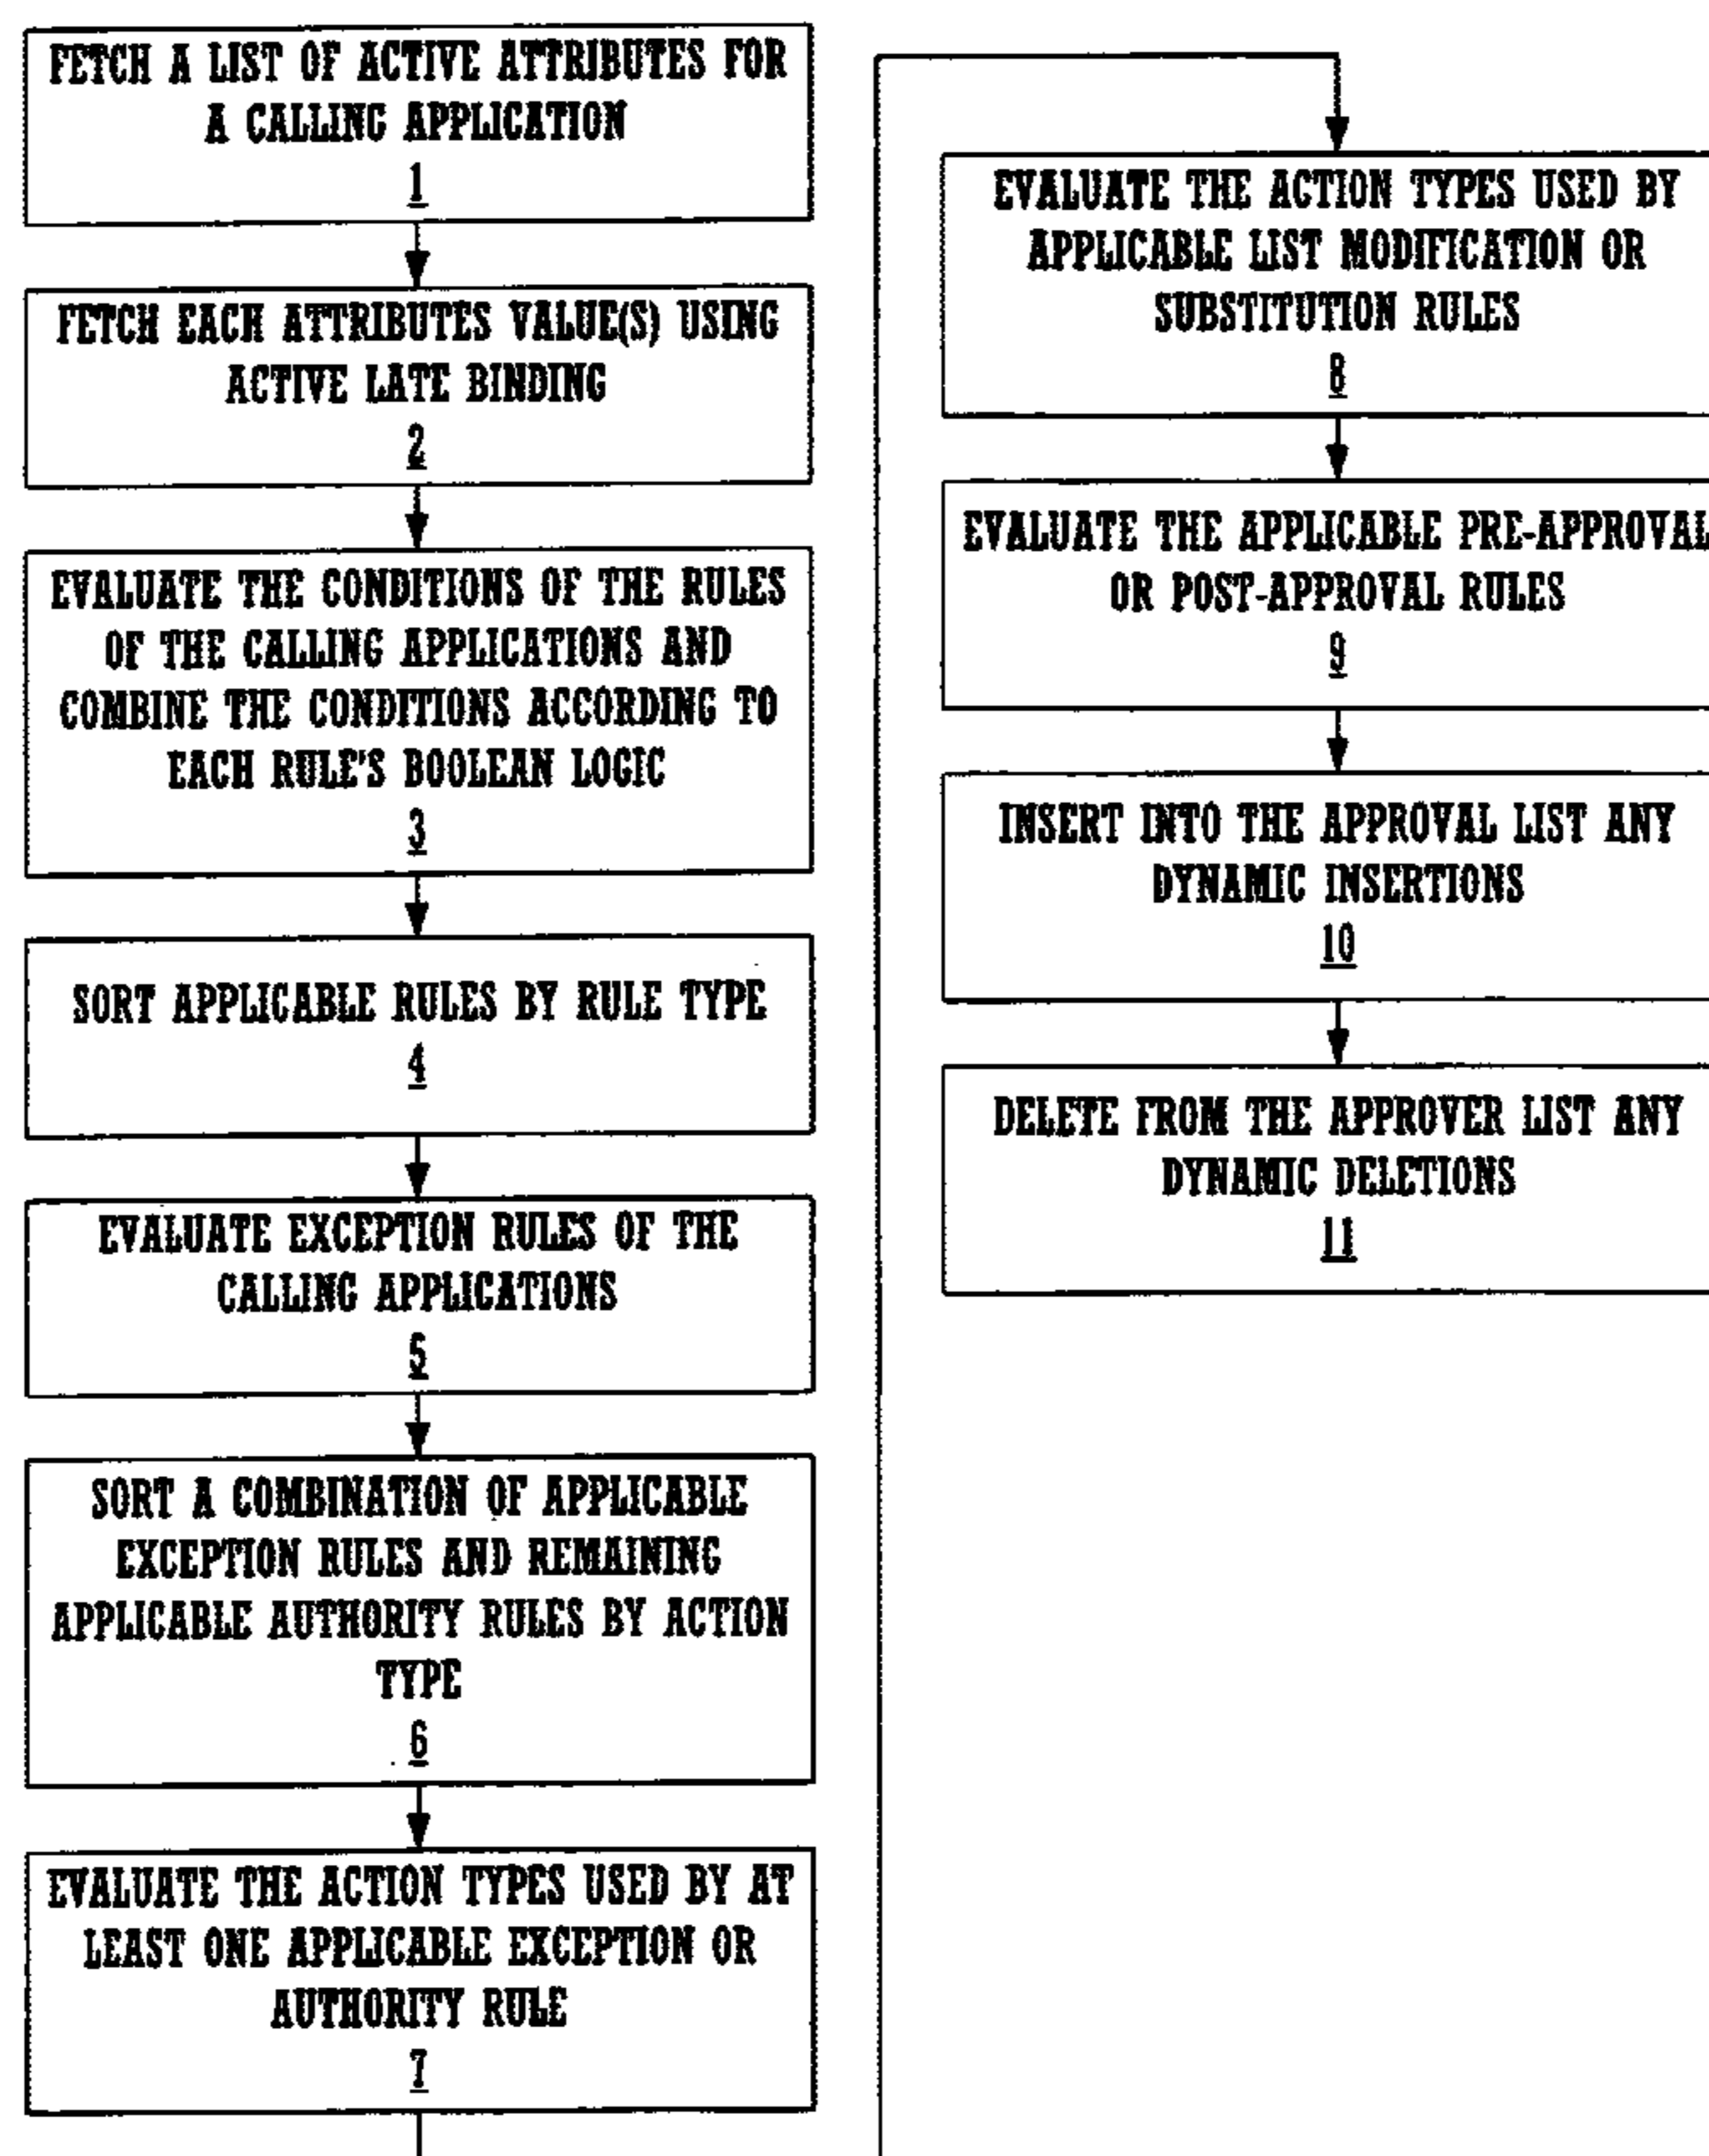 FETCH A LIST OF ACTIVE ATTRIBUTES FOR
A CALLING APPLICATION
1
FETCH EACH ATTRIBUTES VALUE(S) USING
ACTIVE LATE BINDING
2
EVALUATE THE CONDITIONS OF THE RULES
OF THE CALLING APPLICATIONS AND
COMBINE THE CONDITIONS ACCORDING TO
EACH RULE'S BOOLEAN LOGIC
3
SORT APPLICABLE RULES BY RULE TYPE
4
EVALUATE EXCEPTION RULES OF THE
CALLING APPLICATIONS
5
SORT A COMBINATION OF APPLICABLE
EXCEPTION RULES AND REMAINING
APPLICABLE AUTHORITY RULES BY ACTION
TYPE
6
EVALUATE THE ACTION TYPES USED BY AT
LEAST ONE APPLICABLE EXCEPTION OR
AUTHORITY RULE
7
EVALUATE THE ACTION TYPES USED BY
APPLICABLE LIST MODIFICATION OR
SUBSTITUTION RULES
8
EVALUATE THE APPLICABLE PRE-APPROVAL
OR POST-APPROVAL RULES
9
INSERT INTO THE APPROVAL LIST ANY
DYNAMIC INSERTIONS
10
DELETE FROM THE APPROVER LIST ANY
DYNAMIC DELETIONS
11